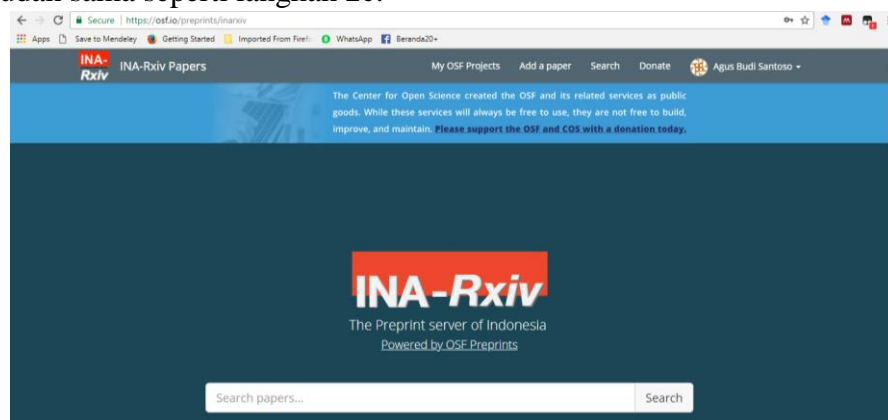 sama seperti langkah 20.
Secure | https://osf.io/preprints/inarxiv
Apps Save to Mendeley Getting Started Imported From Firef WhatsApp Beranda20+
INA-Rxiv INA-Rxiv Papers My OSF Projects Add a paper Search Donate Agus Budi Santoso
The Center for Open Science created the OSF and its related services as public
goods. While these services will always be free to use, they are not free to build,
improve, and maintain. Please support the OSF and COS with a donation today.
INA-Rxiv
The Preprint server of Indonesia
Powered by OSF Preprints
Search papers... Search